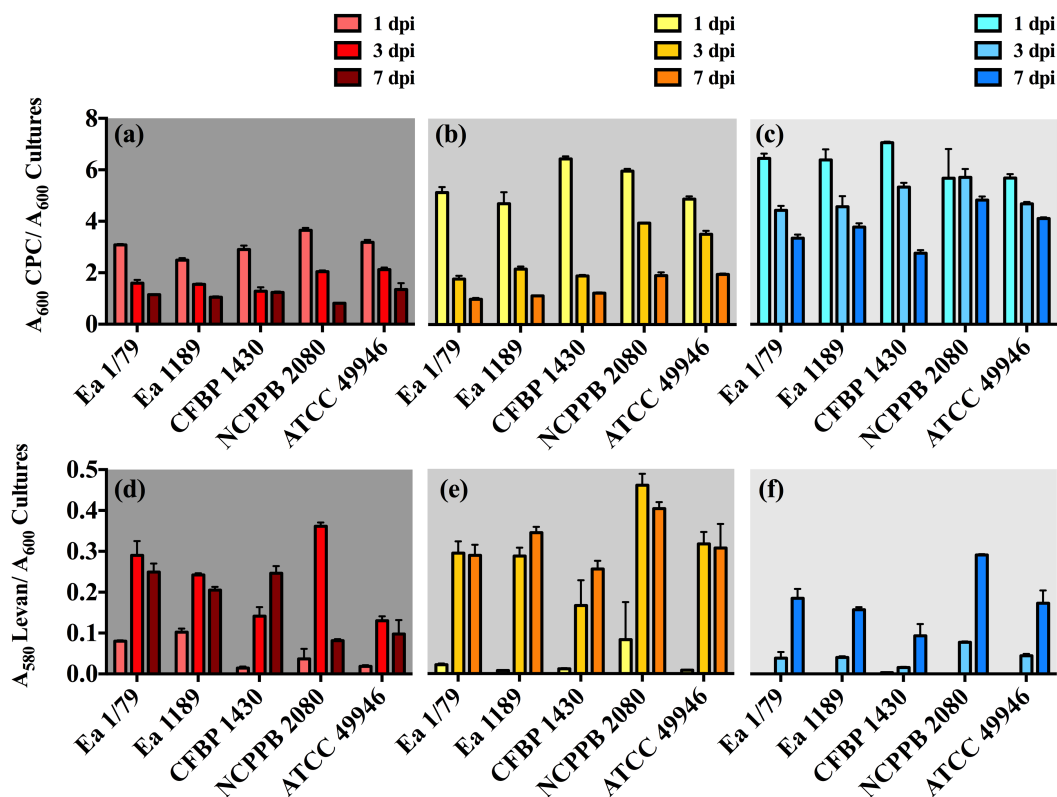 1 dpi
3 dpi
7 dpi
1 dpi
3 dpi
7 dpi
1 dpi
3 dpi
7 dpi
A600 CPC/ A600 Cultures
8
6
4
2
0
(a)
(b)
(c)
Ea 1/79
Ea 1189
CFBP 1430
NCPPB 2080
ATCC 49946
Ea 1/79
Ea 1189
CFBP 1430
NCPPB 2080
ATCC 49946
Ea 1/79
Ea 1189
CFBP 1430
NCPPB 2080
ATCC 49946
A580 Levan/ A600 Cultures
0.5
0.4
0.3
0.2
0.1
0.0
(d)
(e)
(f)
Ea 1/79
Ea 1189
CFBP 1430
NCPPB 2080
ATCC 49946
Ea 1/79
Ea 1189
CFBP 1430
NCPPB 2080
ATCC 49946
Ea 1/79
Ea 1189
CFBP 1430
NCPPB 2080
ATCC 49946